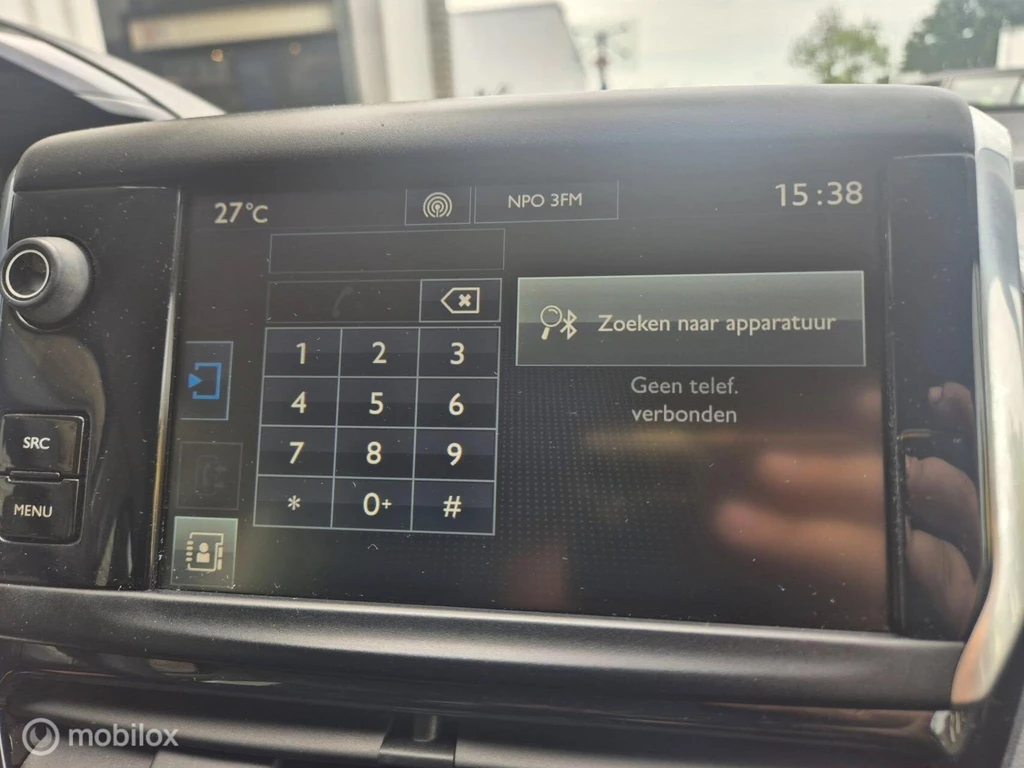 27°C
NPO 3FM
15:38
Zoeken naar apparatuur
Geen telef.
verbonden
1 2 3
4 5 6
7 8 9
* 0+ #
SRC
MENU
mobilox